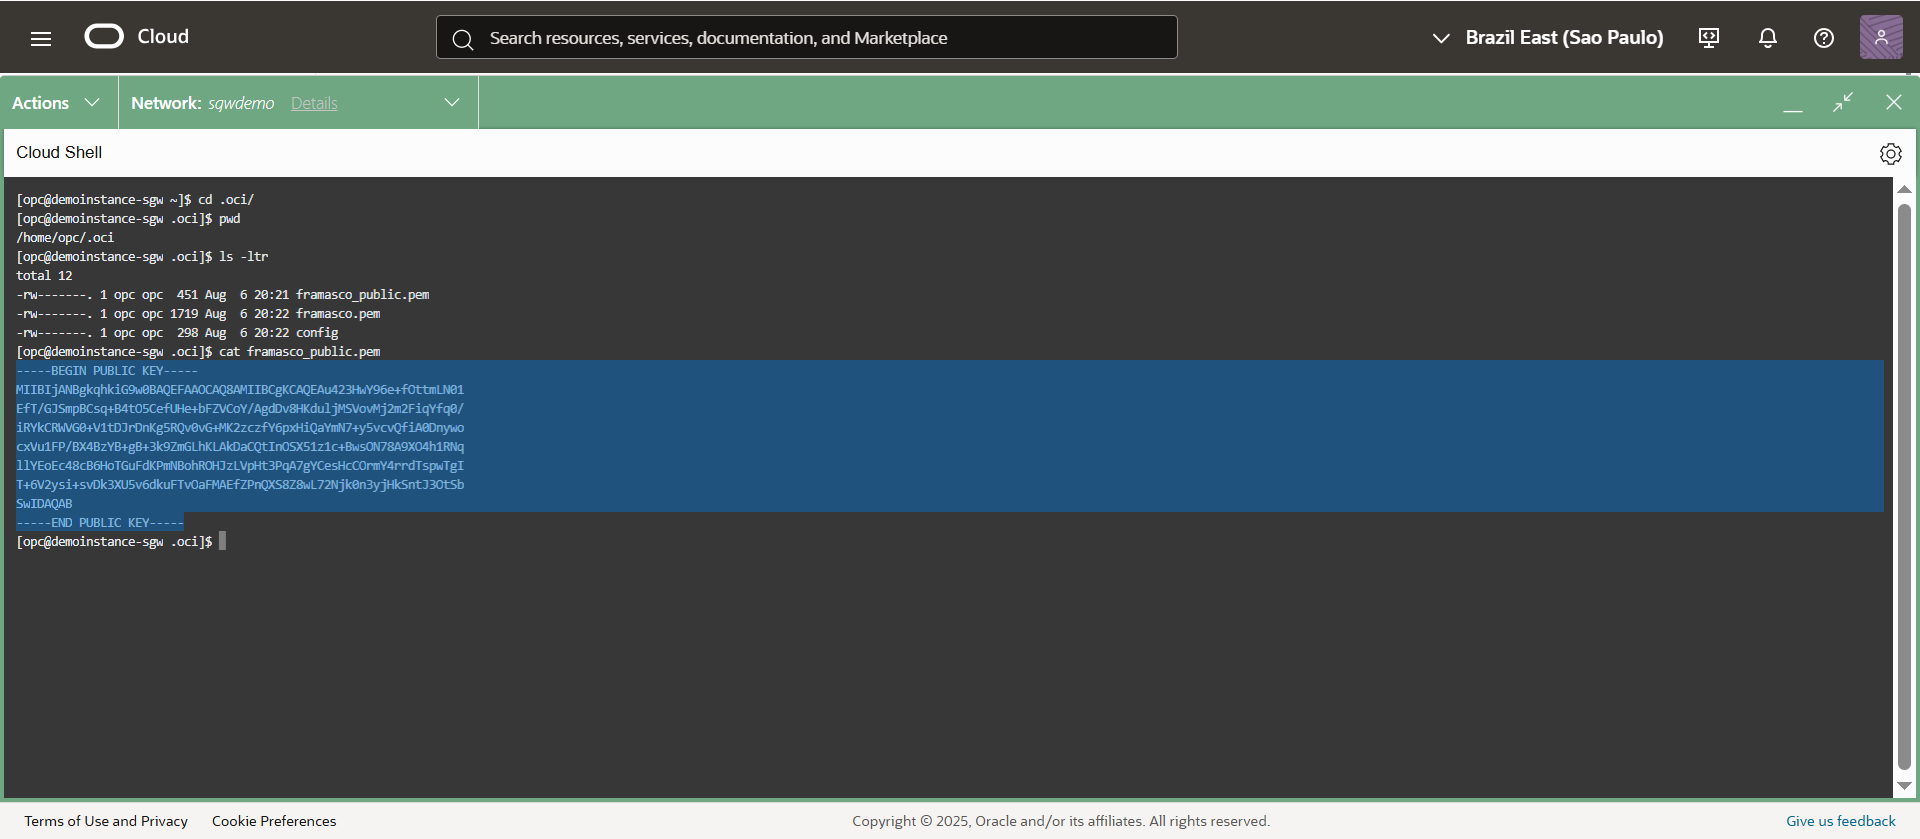 Cloud
Search resources, services, documentation, and Marketplace
Brazil East (Sao Paulo)
Actions
Network: sqwdemo Details
Cloud Shell
[opc@demoinstance-sgw ~]$ cd .oci/
[opc@demoinstance-sgw .oci]$ pwd
/home/opc/.oci
[opc@demoinstance-sgw .oci]$ ls -ltr
total 12
-rw-------. 1 opc opc  451 Aug  6 20:21 framasco_public.pem
-rw-------. 1 opc opc 1719 Aug  6 20:22 framasco.pem
-rw-------. 1 opc opc  298 Aug  6 20:22 config
[opc@demoinstance-sgw .oci]$ cat framasco_public.pem
-----BEGIN PUBLIC KEY-----
MIIBIjANBgkqhkiG9w0BAQEFAAOCAQ8AMIIBCgKCAQEAu423HwY96e+fOttmLN01
EfT/GJSmpBCsq+B4tO5CefUHe+bFZVCoY/AgdDv8HKduljMSVovMj2m2FiqYfq0/
iRYkCRWVG0+V1tDJrDnKg5RQv0vG+MK2zczfY6pxHiQaYmN7+y5vcvQfiA0Dnywo
cxVu1FP/BX4BzYB+gB+3k9ZmGLhKLAkDaCQtInOSX51z1c+BwsON78A9XO4h1RNq
llYEoEc48cB6HoTGuFdKPmNBohROHJzLVpHt3PqA7gYCesHcCOrmY4rrdTspwTgI
T+6V2ysi+svDk3XU5v6dkuFTvOaFMAEfZPnQXS8Z8wL72Njk0n3yjHkSntJ3OtSb
SwIDAQAB
-----END PUBLIC KEY-----
[opc@demoinstance-sgw .oci]$
Terms of Use and Privacy
Cookie Preferences
Copyright © 2025, Oracle and/or its affiliates. All rights reserved.
Give us feedback